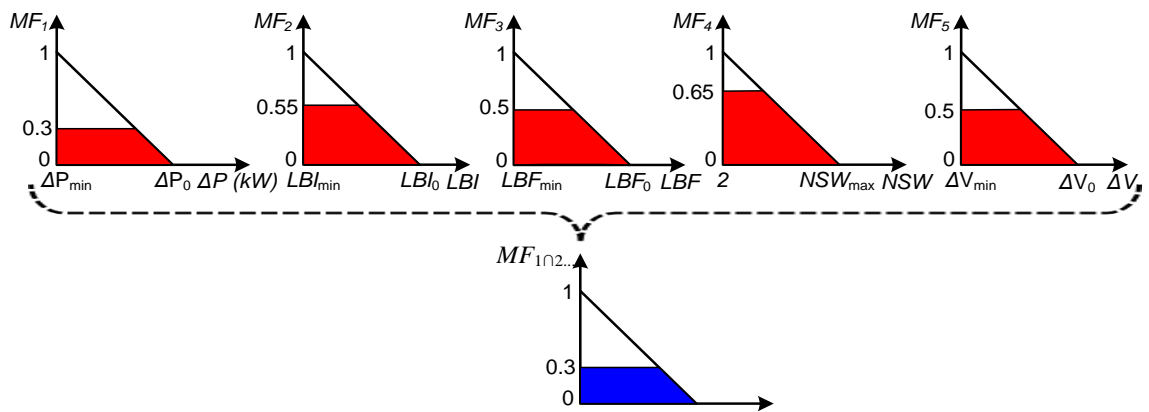 MF₁ MF₂ MF₃ MF₄ MF₅
1 1 1 1 1
0.3 0.55 0.5 0.65 0.5
0 0 0 0 0
ΔPmin ΔP₀ ΔP (kW) LBImin LBI₀ LBI LBFmin LBF₀ LBF 2 NSWmax NSW ΔVmin ΔV₀ ΔV
MF₁∩₂...
1
0.3
0